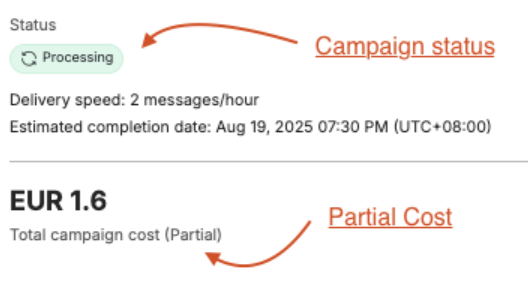 Status
Campaign status
Processing
Delivery speed: 2 messages/hour
Estimated completion date: Aug 19, 2025 07:30 PM (UTC+08:00)
EUR 1.6
Partial Cost
Total campaign cost (Partial)